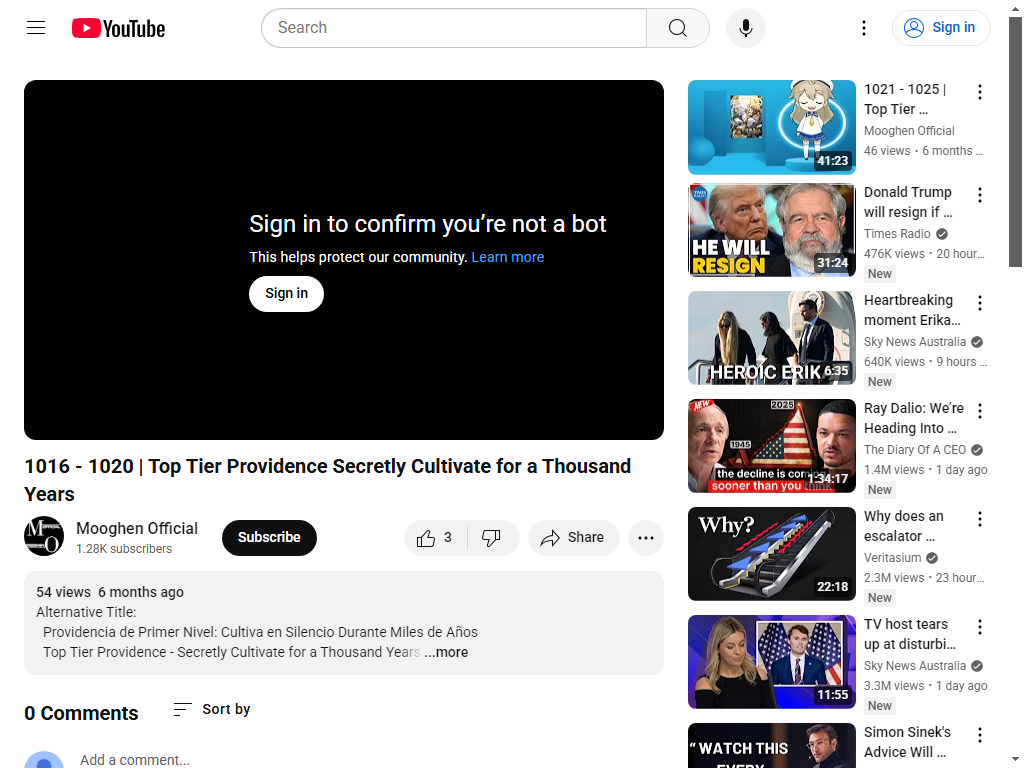 YouTube
Search
Sign in
Sign in to confirm you’re not a bot
This helps protect our community. Learn more
Sign in
1016 - 1020 | Top Tier Providence Secretly Cultivate for a Thousand
Years
Mooghen Official
1.28K subscribers
Subscribe
3
Share
54 views 6 months ago
Alternative Title:
Providencia de Primer Nivel: Cultiva en Silencio Durante Miles de Años
Top Tier Providence - Secretly Cultivate for a Thousand Years ...more
0 Comments
Sort by
Add a comment...
41:23
1021 - 1025 |
Top Tier ...
Mooghen Official
46 views • 6 months ...
HE WILL
RESIGN
31:24
Donald Trump
will resign if ...
Times Radio
476K views • 20 hour...
New
HEROIC ERIK
6:35
Heartbreaking
moment Erika...
Sky News Australia
640K views • 9 hours ...
New
NEW
2025
1945
the decline is com
sooner than you think
1:34:17
Ray Dalio: We’re
Heading Into ...
The Diary Of A CEO
1.4M views • 1 day ago
New
Why?
22:18
Why does an
escalator ...
Veritasium
2.3M views • 23 hour...
New
11:55
TV host tears
up at disturbi...
Sky News Australia
3.3M views • 1 day ago
New
“ WATCH THIS
EVERY
Simon Sinek's
Advice Will ...